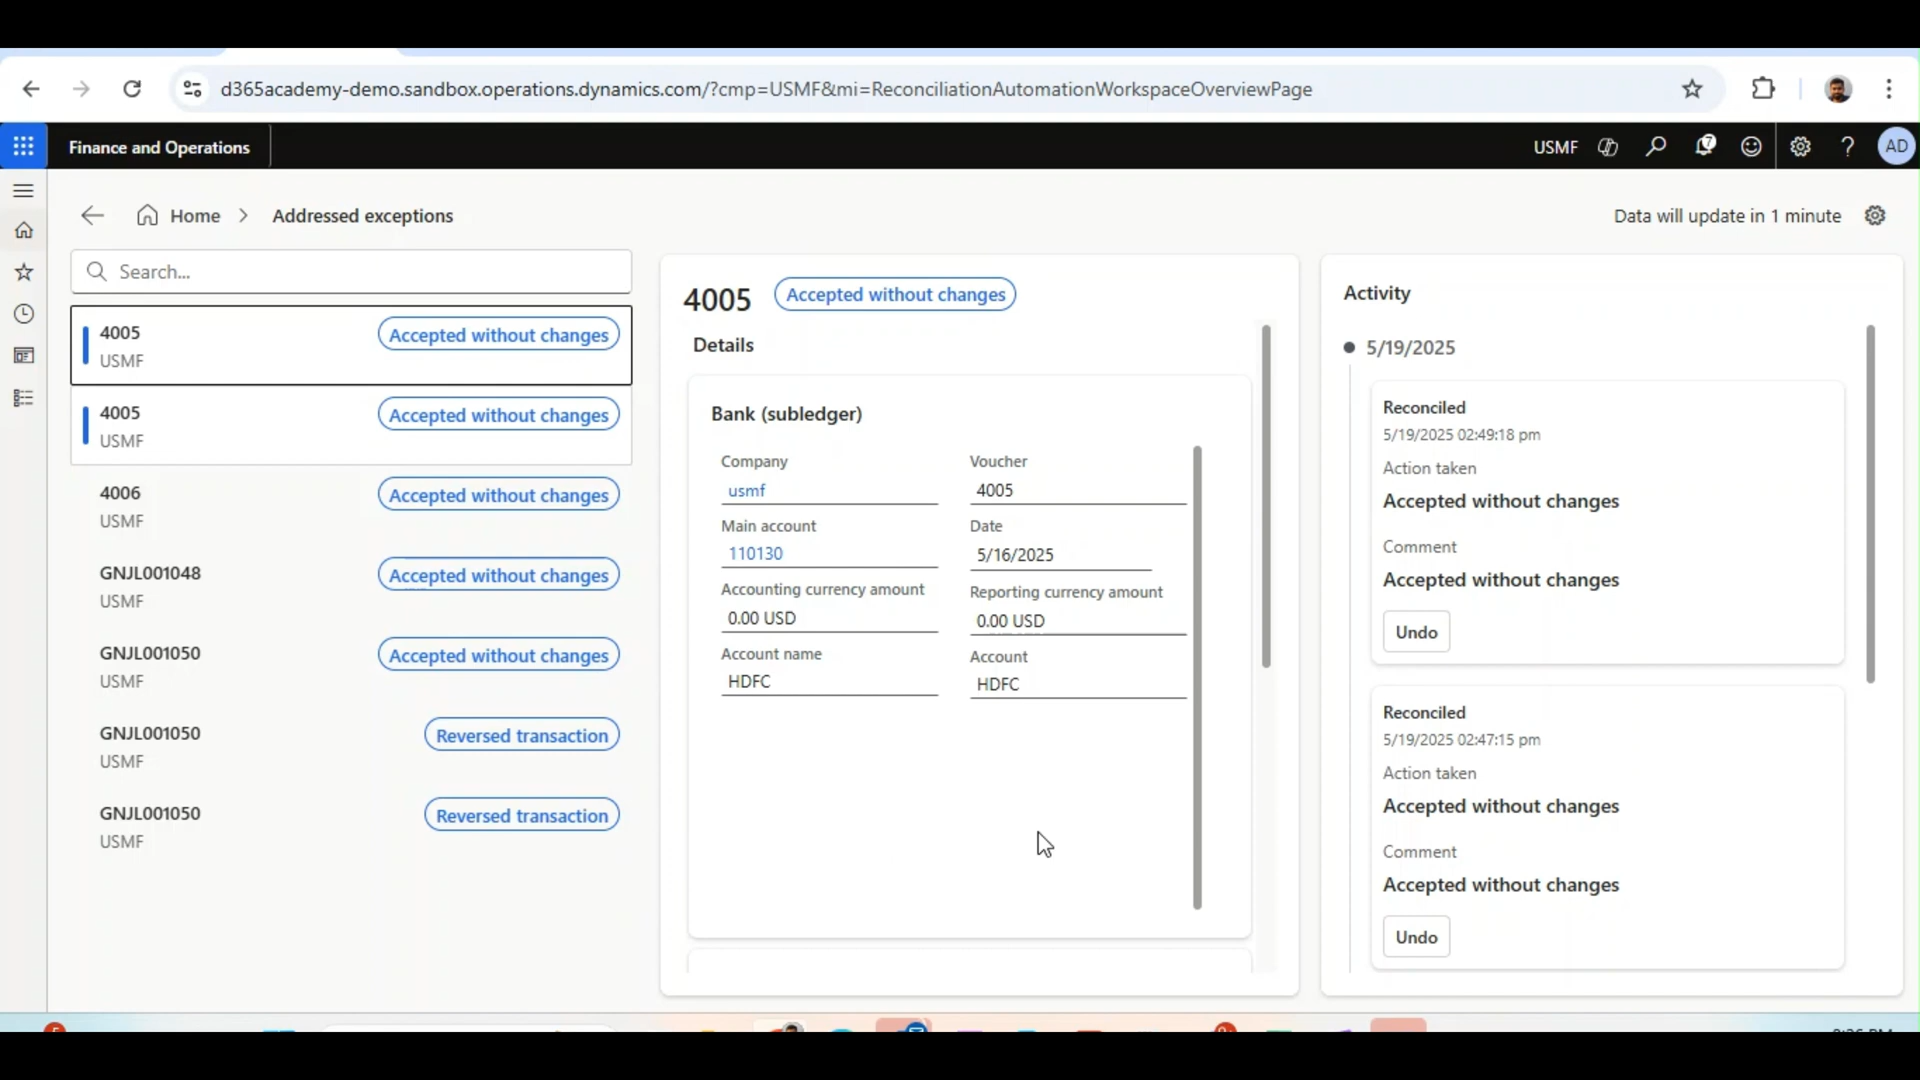 d365academy-demo.sandbox.operations.dynamics.com/?cmp=USMF&mi=ReconciliationAutomationWorkspaceOverviewPage
Finance and Operations
USMF
7
?
AD
Home
Addressed exceptions
Data will update in 1 minute
Search...
4005
Accepted without changes
USMF
4005
Accepted without changes
USMF
4006
Accepted without changes
USMF
GNJL001048
Accepted without changes
USMF
GNJL001050
Accepted without changes
USMF
GNJL001050
Reversed transaction
USMF
GNJL001050
Reversed transaction
USMF
4005
Accepted without changes
Details
Bank (subledger)
Company
Voucher
usmf
4005
Main account
Date
110130
5/16/2025
Accounting currency amount
Reporting currency amount
0.00 USD
0.00 USD
Account name
Account
HDFC
HDFC
Activity
5/19/2025
Reconciled
5/19/2025 02:49:18 pm
Action taken
Accepted without changes
Comment
Accepted without changes
Undo
Reconciled
5/19/2025 02:47:15 pm
Action taken
Accepted without changes
Comment
Accepted without changes
Undo